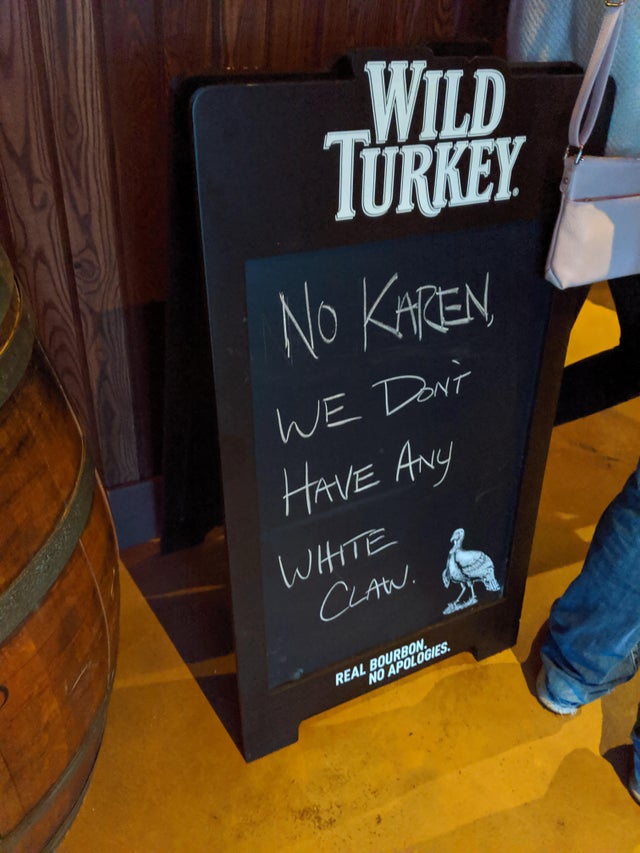 WILD
TURKEY.
NO KAREN,
WE DON'T
HAVE ANY
WHITE
CLAW.
REAL BOURBON.
NO APOLOGIES.